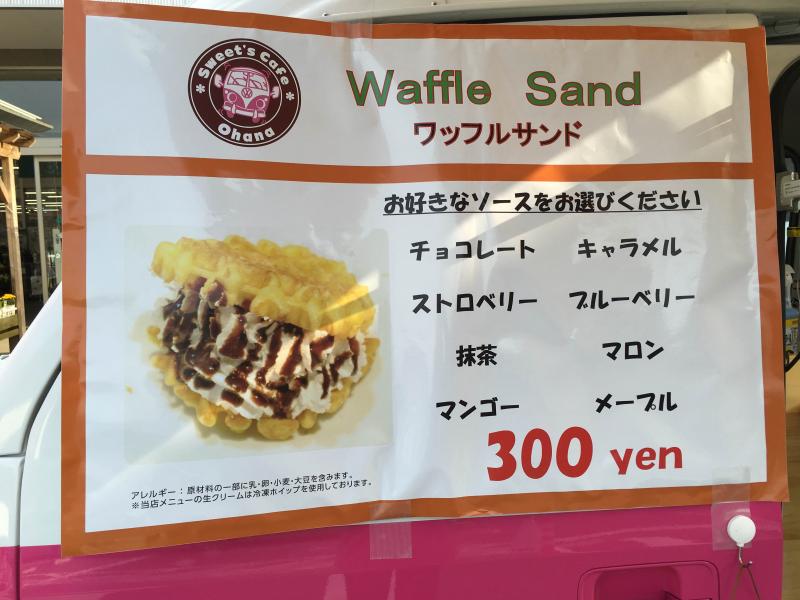 Sweet's Cafe
Ohana
Waffle Sand
ワッフルサンド
お好きなソースをお選びください
チョコレート キャラメル
ストロベリー ブルーベリー
抹茶 マロン
マンゴー メープル
300 yen
アレルギー：原材料の一部に乳・卵・小麦・大豆を含みます。
※当店メニューの生クリームは冷凍ホイップを使用しております。